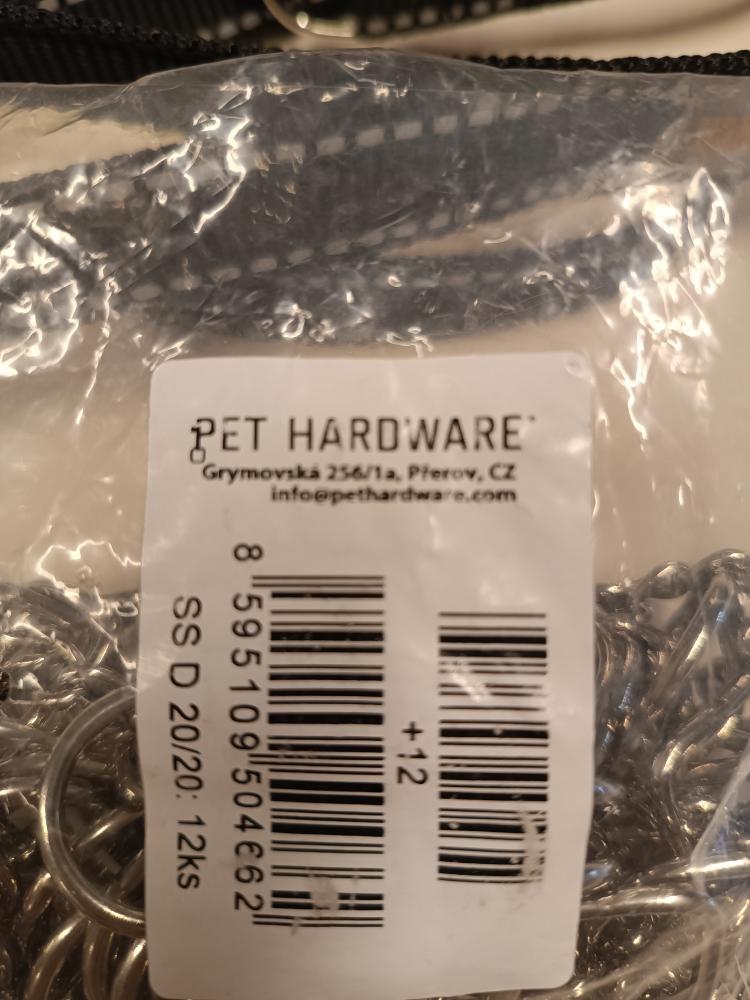 PET HARDWARE
Grymovská 256/1a, Přerov, CZ
info@pethardware.com
+12
8 595109 504662
SS D 20/20: 12ks